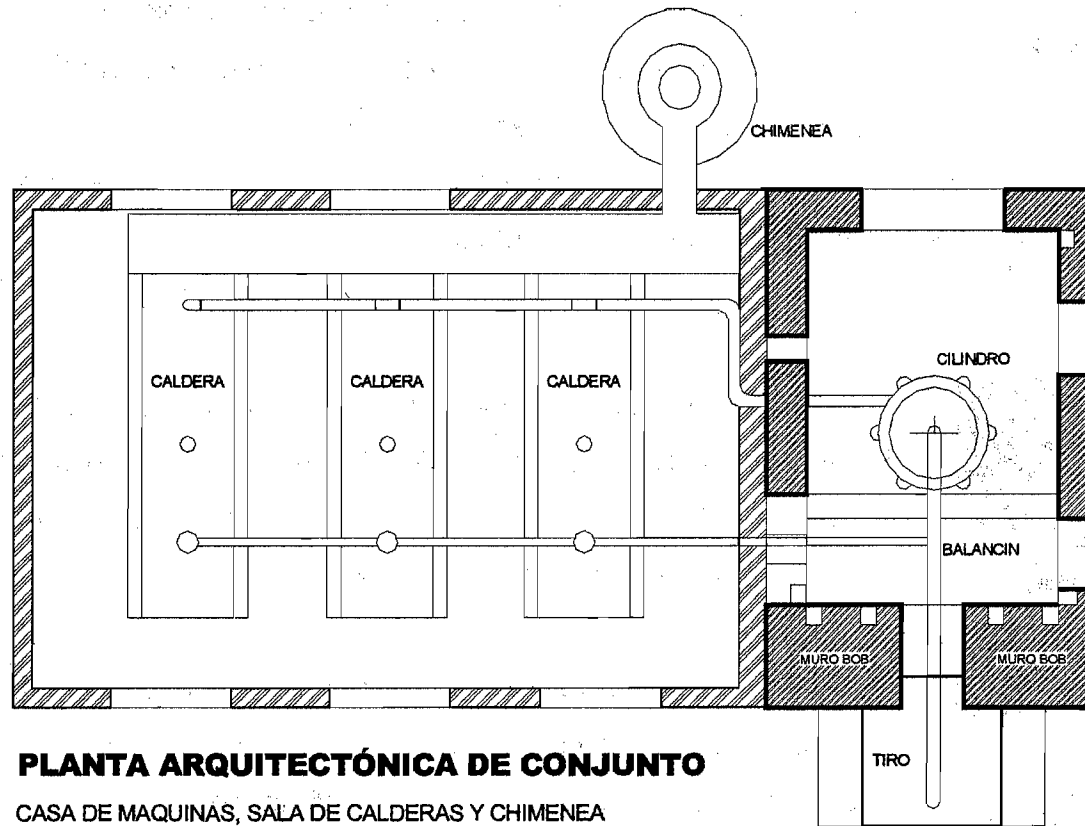 CHIMENEA
CILINDRO
CALDERA
CALDERA
CALDERA
BALANCIN
MURO BOB
MURO BOB
TIRO
PLANTA ARQUITECTÓNICA DE CONJUNTO
CASA DE MAQUINAS, SALA DE CALDERAS Y CHIMENEA